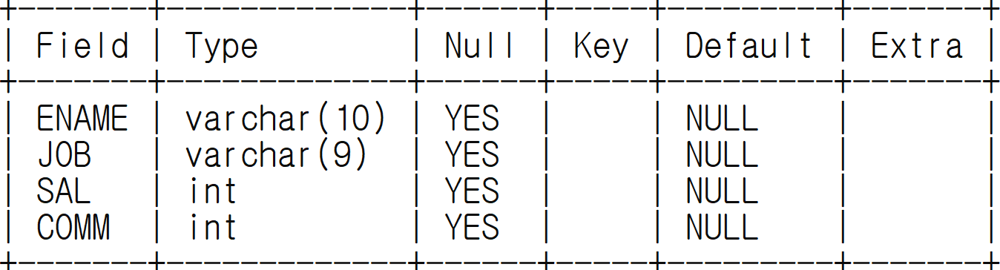 +-------+-------------+------+-----+---------+-------+
| Field | Type        | Null | Key | Default | Extra |
+-------+-------------+------+-----+---------+-------+
| ENAME | varchar(10) | YES  |     | NULL    |       |
| JOB   | varchar(9)  | YES  |     | NULL    |       |
| SAL   | int         | YES  |     | NULL    |       |
| COMM  | int         | YES  |     | NULL    |       |
+-------+-------------+------+-----+---------+-------+